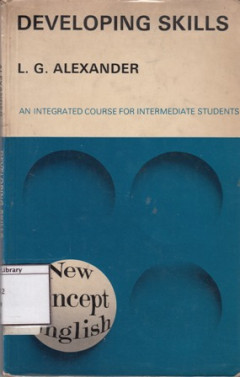 DEVELOPING SKILLS
L. G. ALEXANDER
AN INTEGRATED COURSE FOR INTERMEDIATE STUDENTS
Library
New
ncept
nglish